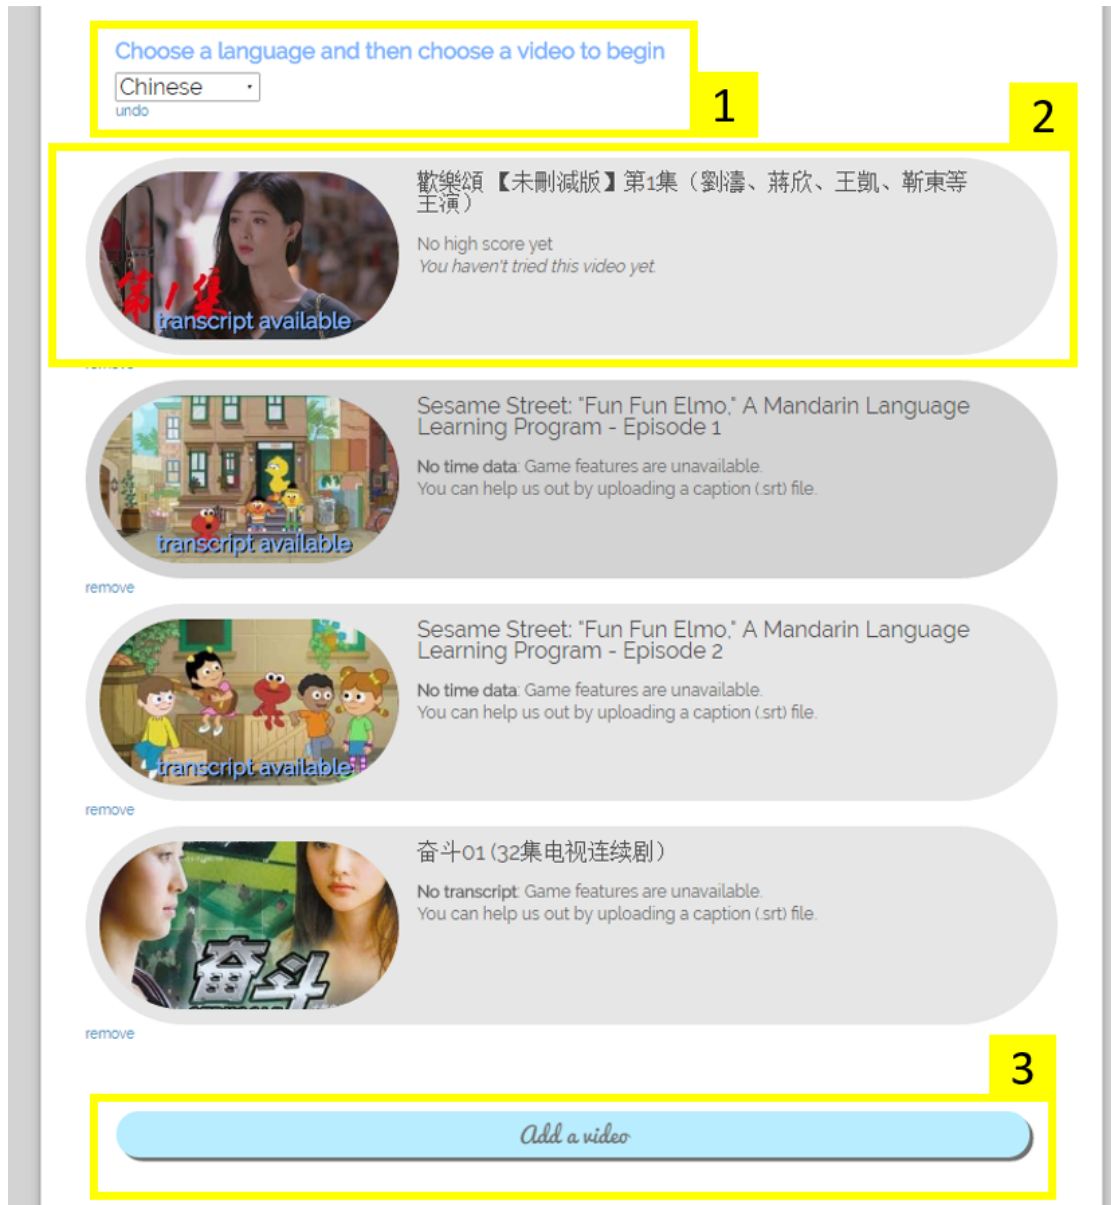 Choose a language and then choose a video to begin
Chinese
undo
1
2
歡樂頌 【未刪減版】第1集（劉濤、蔣欣、王凱、靳東等
主演）
No high score yet
You haven't tried this video yet.
第1集
transcript available
Sesame Street: "Fun Fun Elmo," A Mandarin Language
Learning Program - Episode 1
No time data: Game features are unavailable.
You can help us out by uploading a caption (.srt) file.
transcript available
remove
Sesame Street: "Fun Fun Elmo," A Mandarin Language
Learning Program - Episode 2
No time data: Game features are unavailable.
You can help us out by uploading a caption (.srt) file.
transcript available
remove
奋斗01 (32集电视连续剧）
No transcript: Game features are unavailable.
You can help us out by uploading a caption (.srt) file.
奋斗
remove
3
Add a video